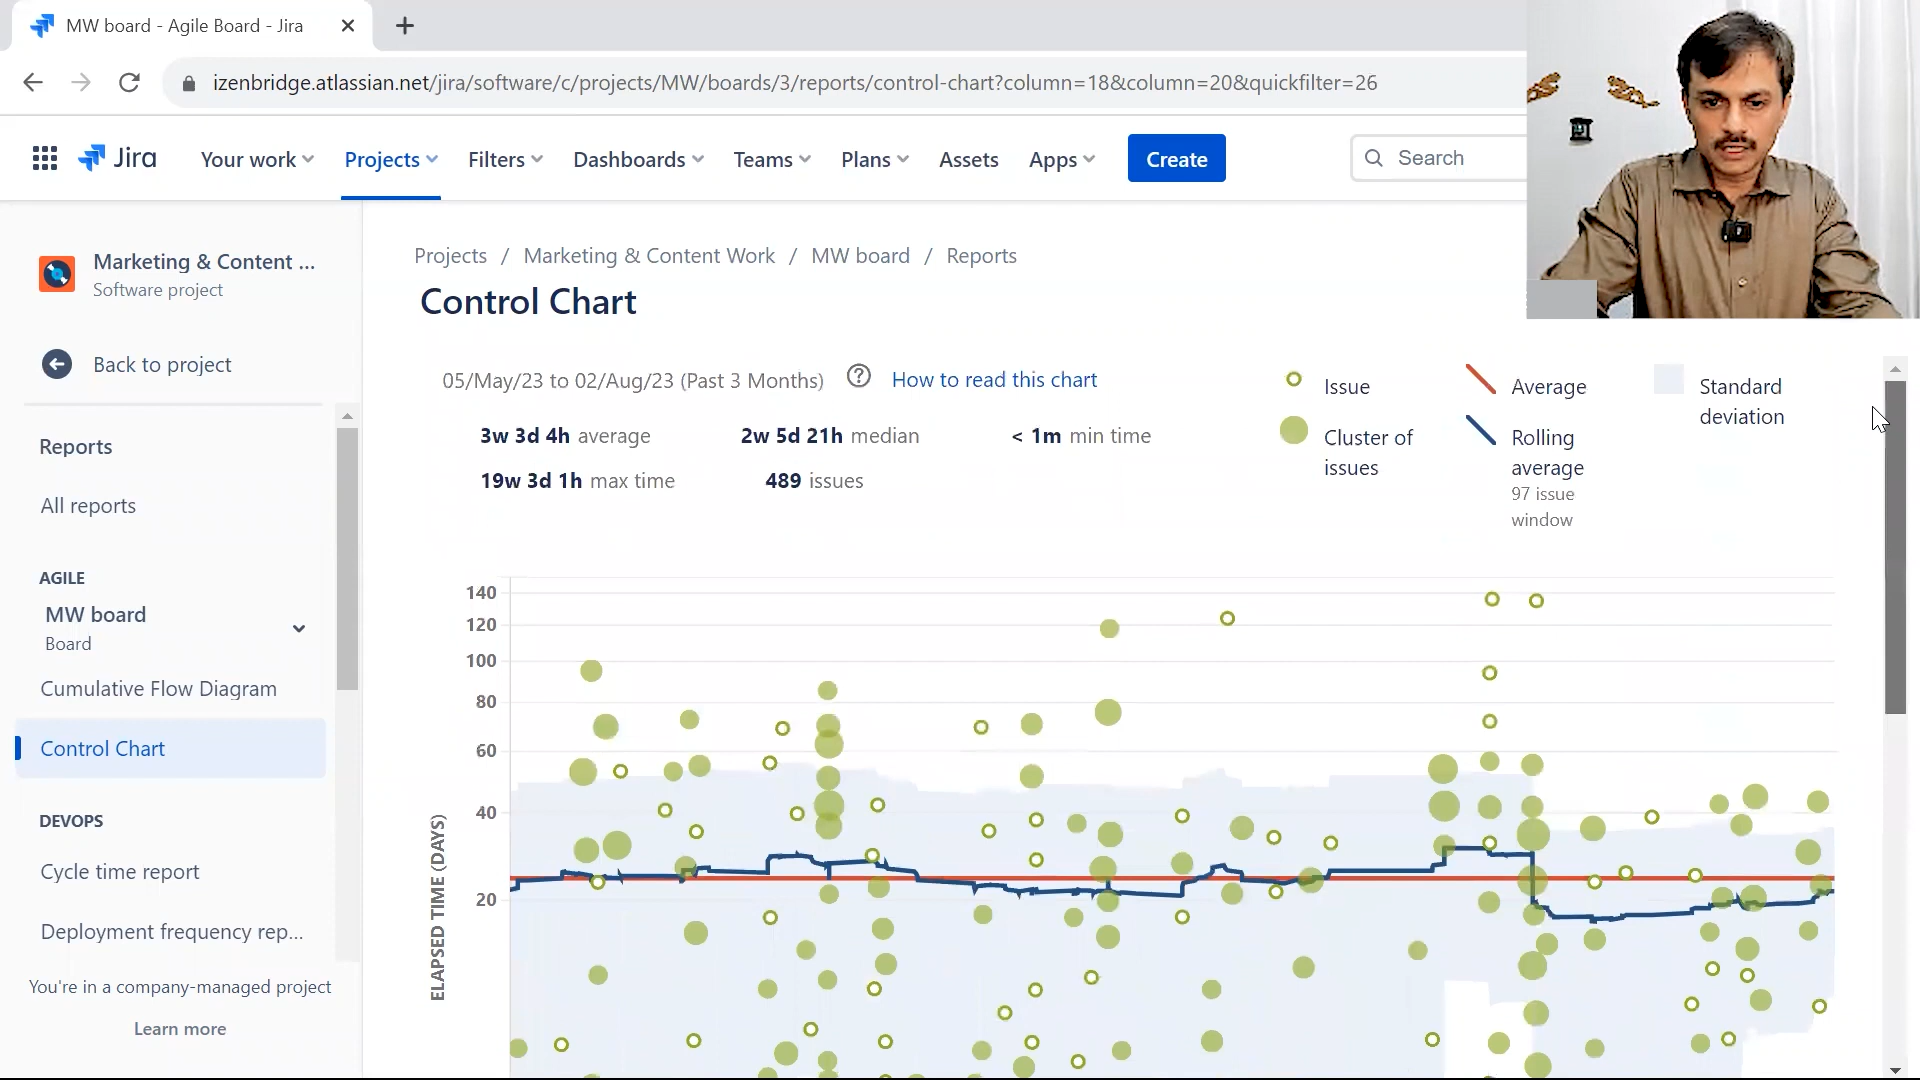 MW board - Agile Board - Jira
izenbridge.atlassian.net/jira/software/c/projects/MW/boards/3/reports/control-chart?column=18&column=20&quickfilter=26
Jira
Your work
Projects
Filters
Dashboards
Teams
Plans
Assets
Apps
Create
Search
Marketing & Content ...
Software project
Back to project
Reports
All reports
AGILE
MW board
Board
Cumulative Flow Diagram
Control Chart
DEVOPS
Cycle time report
Deployment frequency rep...
You're in a company-managed project
Learn more
Projects / Marketing & Content Work / MW board / Reports
Control Chart
05/May/23 to 02/Aug/23 (Past 3 Months)
How to read this chart
3w 3d 4h average
2w 5d 21h median
< 1m min time
19w 3d 1h max time
489 issues
Issue
Cluster of
issues
Average
Rolling
average
97 issue
window
Standard
deviation
140
120
100
80
60
40
20
ELAPSED TIME (DAYS)